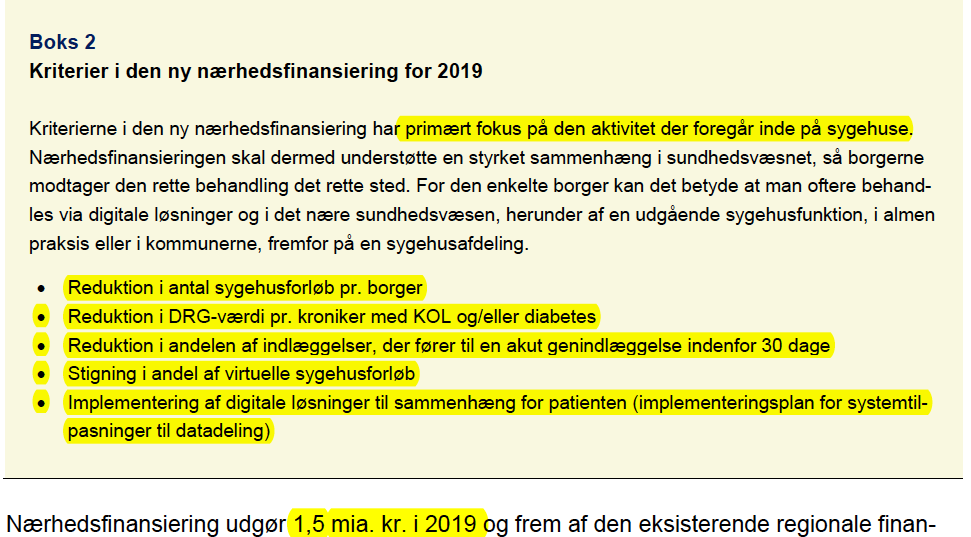 Boks 2
Kriterier i den ny nærhedsfinansiering for 2019
Kriterierne i den ny nærhedsfinansiering har primært fokus på den aktivitet der foregår inde på sygehuse.
Nærhedsfinansieringen skal dermed understøtte en styrket sammenhæng i sundhedsvæsnet, så borgerne
modtager den rette behandling det rette sted. For den enkelte borger kan det betyde at man oftere behand-
les via digitale løsninger og i det nære sundhedsvæsen, herunder af en udgående sygehusfunktion, i almen
praksis eller i kommunerne, fremfor på en sygehusafdeling.
• Reduktion i antal sygehusforløb pr. borger
• Reduktion i DRG-værdi pr. kroniker med KOL og/eller diabetes
• Reduktion i andelen af indlæggelser, der fører til en akut genindlæggelse indenfor 30 dage
• Stigning i andel af virtuelle sygehusforløb
• Implementering af digitale løsninger til sammenhæng for patienten (implementeringsplan for systemtil-
pasninger til datadeling)
Nærhedsfinansiering udgør 1,5 mia. kr. i 2019 og frem af den eksisterende regionale finan-